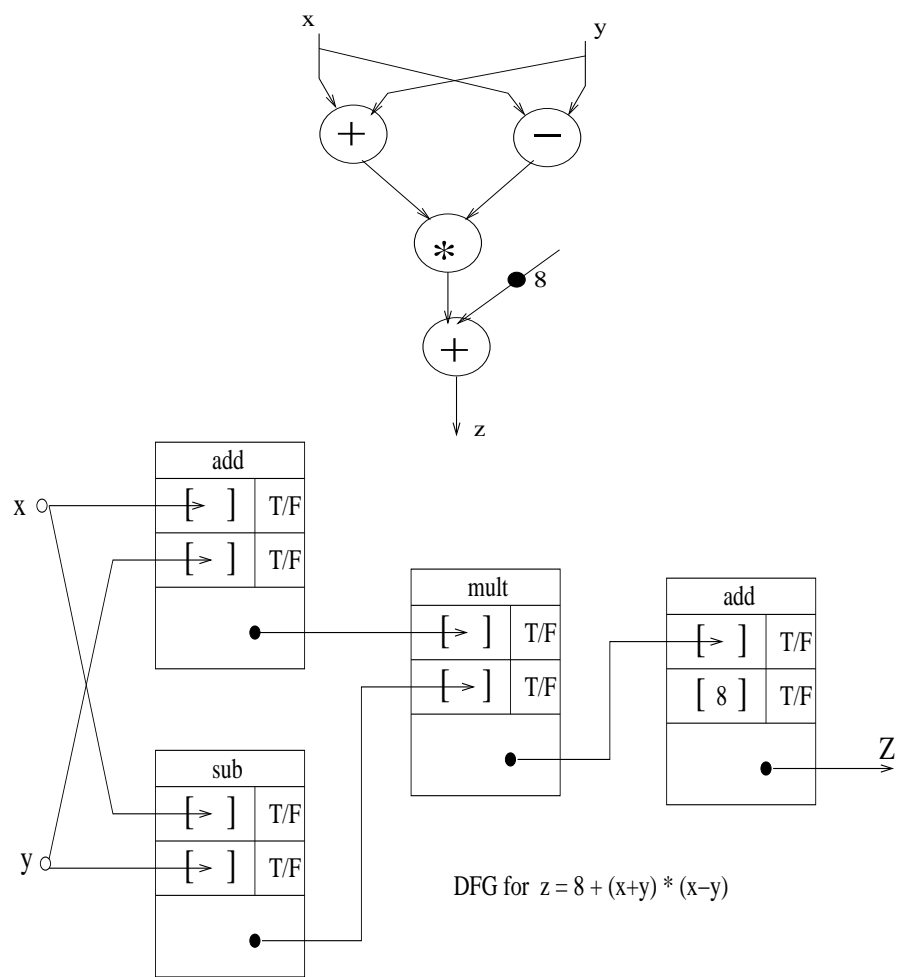 x
y
+
−
*
8
+
z
add
x [ ] T/F
[ ] T/F
mult
[ ] T/F
[ ] T/F
add
[ ] T/F
[ 8 ] T/F
Z
sub
[ ] T/F
y [ ] T/F
DFG for z = 8 + (x+y) * (x−y)